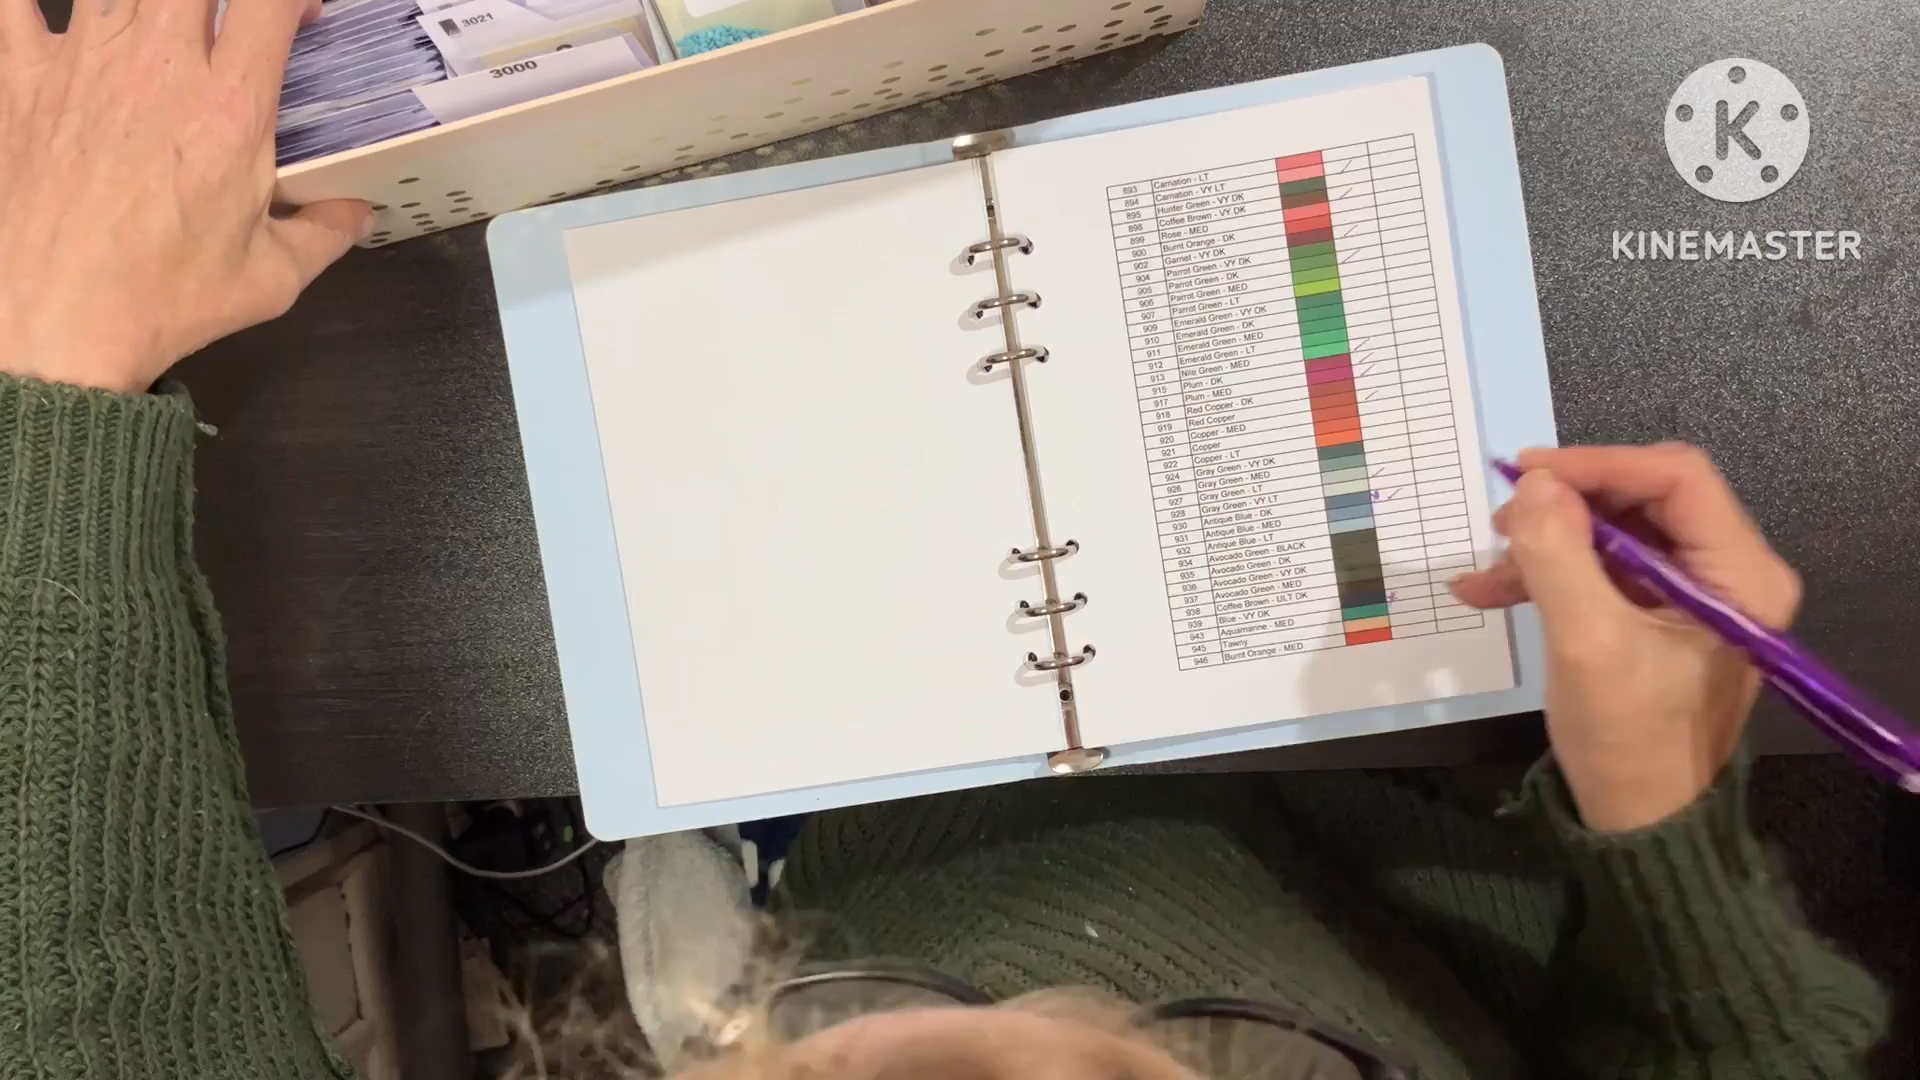 3021
3000
KINEMASTER
893 Carnation - LT
894 Carnation - VY LT
895 Hunter Green - VY DK
898 Coffee Brown - VY DK
899 Rose - MED
900 Burnt Orange - DK
902 Garnet - VY DK
904 Parrot Green - VY DK
905 Parrot Green - DK
906 Parrot Green - MED
907 Parrot Green - LT
909 Emerald Green - VY DK
910 Emerald Green - DK
911 Emerald Green - MED
912 Emerald Green - LT
913 Nile Green - MED
915 Plum - DK
917 Plum - MED
918 Red Copper - DK
919 Red Copper
920 Copper - MED
921 Copper
922 Copper - LT
924 Gray Green - VY DK
926 Gray Green - MED
927 Gray Green - LT
928 Gray Green - VY LT
930 Antique Blue - DK
931 Antique Blue - MED
932 Antique Blue - LT
934 Avocado Green - BLACK
935 Avocado Green - DK
936 Avocado Green - VY DK
937 Avocado Green - MED
938 Coffee Brown - ULT DK
939 Blue - VY DK
943 Aquamarine - MED
945 Tawny
946 Burnt Orange - MED